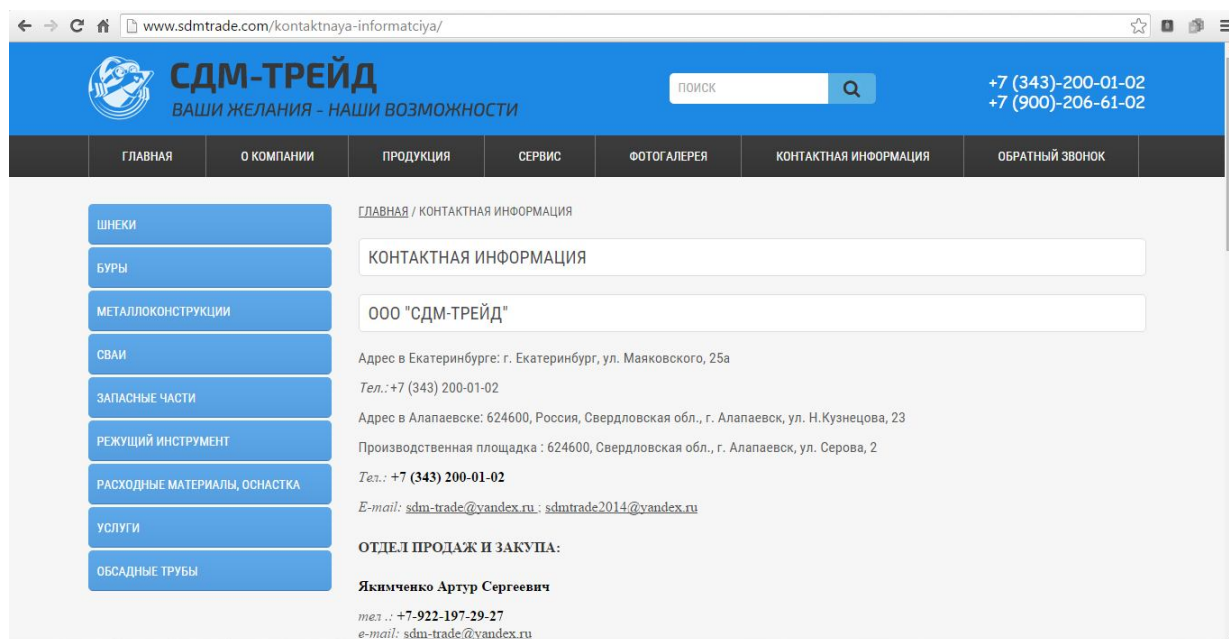 www.sdmtrade.com/kontaktnaya-informatciya/
СДМ-ТРЕЙД
ВАШИ ЖЕЛАНИЯ - НАШИ ВОЗМОЖНОСТИ
ПОИСК
+7 (343)-200-01-02
+7 (900)-206-61-02
ГЛАВНАЯ О КОМПАНИИ ПРОДУКЦИЯ СЕРВИС ФОТОГАЛЕРЕЯ КОНТАКТНАЯ ИНФОРМАЦИЯ ОБРАТНЫЙ ЗВОНОК
ШНЕКИ
БУРЫ
МЕТАЛЛОКОНСТРУКЦИИ
СВАИ
ЗАПАСНЫЕ ЧАСТИ
РЕЖУЩИЙ ИНСТРУМЕНТ
РАСХОДНЫЕ МАТЕРИАЛЫ, ОСНАСТКА
УСЛУГИ
ОБСАДНЫЕ ТРУБЫ
ГЛАВНАЯ / КОНТАКТНАЯ ИНФОРМАЦИЯ
КОНТАКТНАЯ ИНФОРМАЦИЯ
ООО "СДМ-ТРЕЙД"
Адрес в Екатеринбурге: г. Екатеринбург, ул. Маяковского, 25а
Тел.:+7 (343) 200-01-02
Адрес в Алапаевске: 624600, Россия, Свердловская обл., г. Алапаевск, ул. Н.Кузнецова, 23
Производственная площадка : 624600, Свердловская обл., г. Алапаевск, ул. Серова, 2
Тел.: +7 (343) 200-01-02
E-mail: sdm-trade@yandex.ru ; sdmtrade2014@yandex.ru
ОТДЕЛ ПРОДАЖ И ЗАКУПА:
Якимченко Артур Сергеевич
тел .: +7-922-197-29-27
e-mail: sdm-trade@yandex.ru